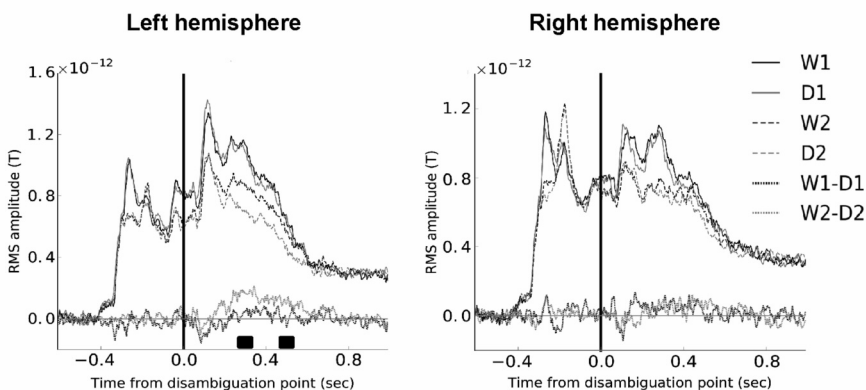 Left hemisphere
×10⁻¹²
1.6
1.2
0.8
0.4
0.0
RMS amplitude (T)
−0.4
0.0
0.4
0.8
Time from disambiguation point (sec)
Right hemisphere
×10⁻¹²
1.2
0.8
0.4
0.0
RMS amplitude (T)
−0.4
0.0
0.4
0.8
Time from disambiguation point (sec)
W1
D1
W2
D2
W1-D1
W2-D2